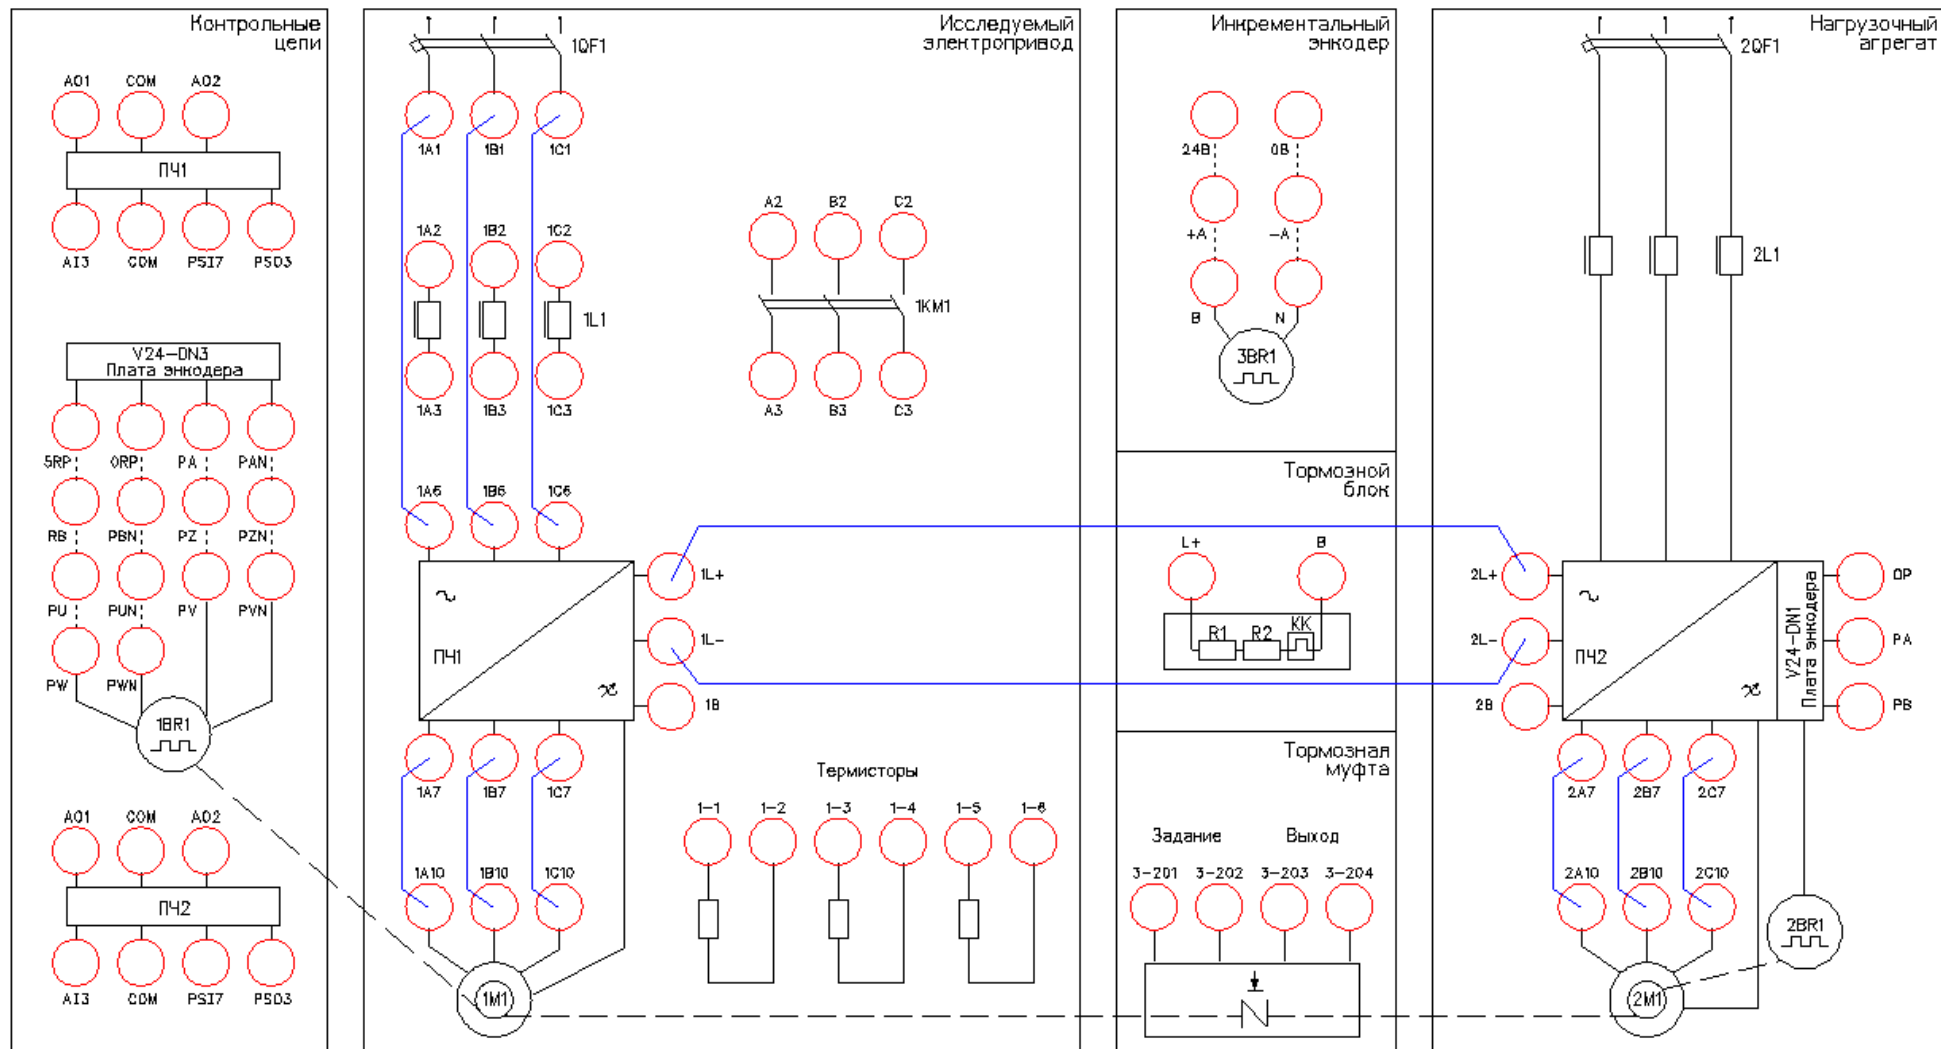 Контрольные
цепи
AO1 COM AO2
ПЧ1
AI3 COM PSI7 PSO3
V24-DN3
Плата энкодера
5RP 0RP PA PAN
RB PBN PZ PZN
PU PUN PV PVN
PW PWN
1BR1
AO1 COM AO2
ПЧ2
AI3 COM PSI7 PSO3
Исследуемый
электропривод
1QF1
1A1 1B1 1C1
1A2 1B2 1C2
1L1
1A3 1B3 1C3
A2 B2 C2
1KM1
A3 B3 C3
1A6 1B6 1C6
ПЧ1
1L+
1L-
1B
1A7 1B7 1C7
1A10 1B10 1C10
1M1
Термисторы
1-1 1-2 1-3 1-4 1-5 1-6
Инкрементальный
энкодер
24В 0В
+A -A
B N
3BR1
Тормозной
блок
L+ B
R1 R2 KK
Тормозная
муфта
Задание Выход
3-201 3-202 3-203 3-204
Нагрузочный
агрегат
2QF1
2L1
2L+
2L-
2B
ПЧ2
V24-DN1
Плата энкодера
0P
PA
PB
2A7 2B7 2C7
2A10 2B10 2C10
2BR1
2M1